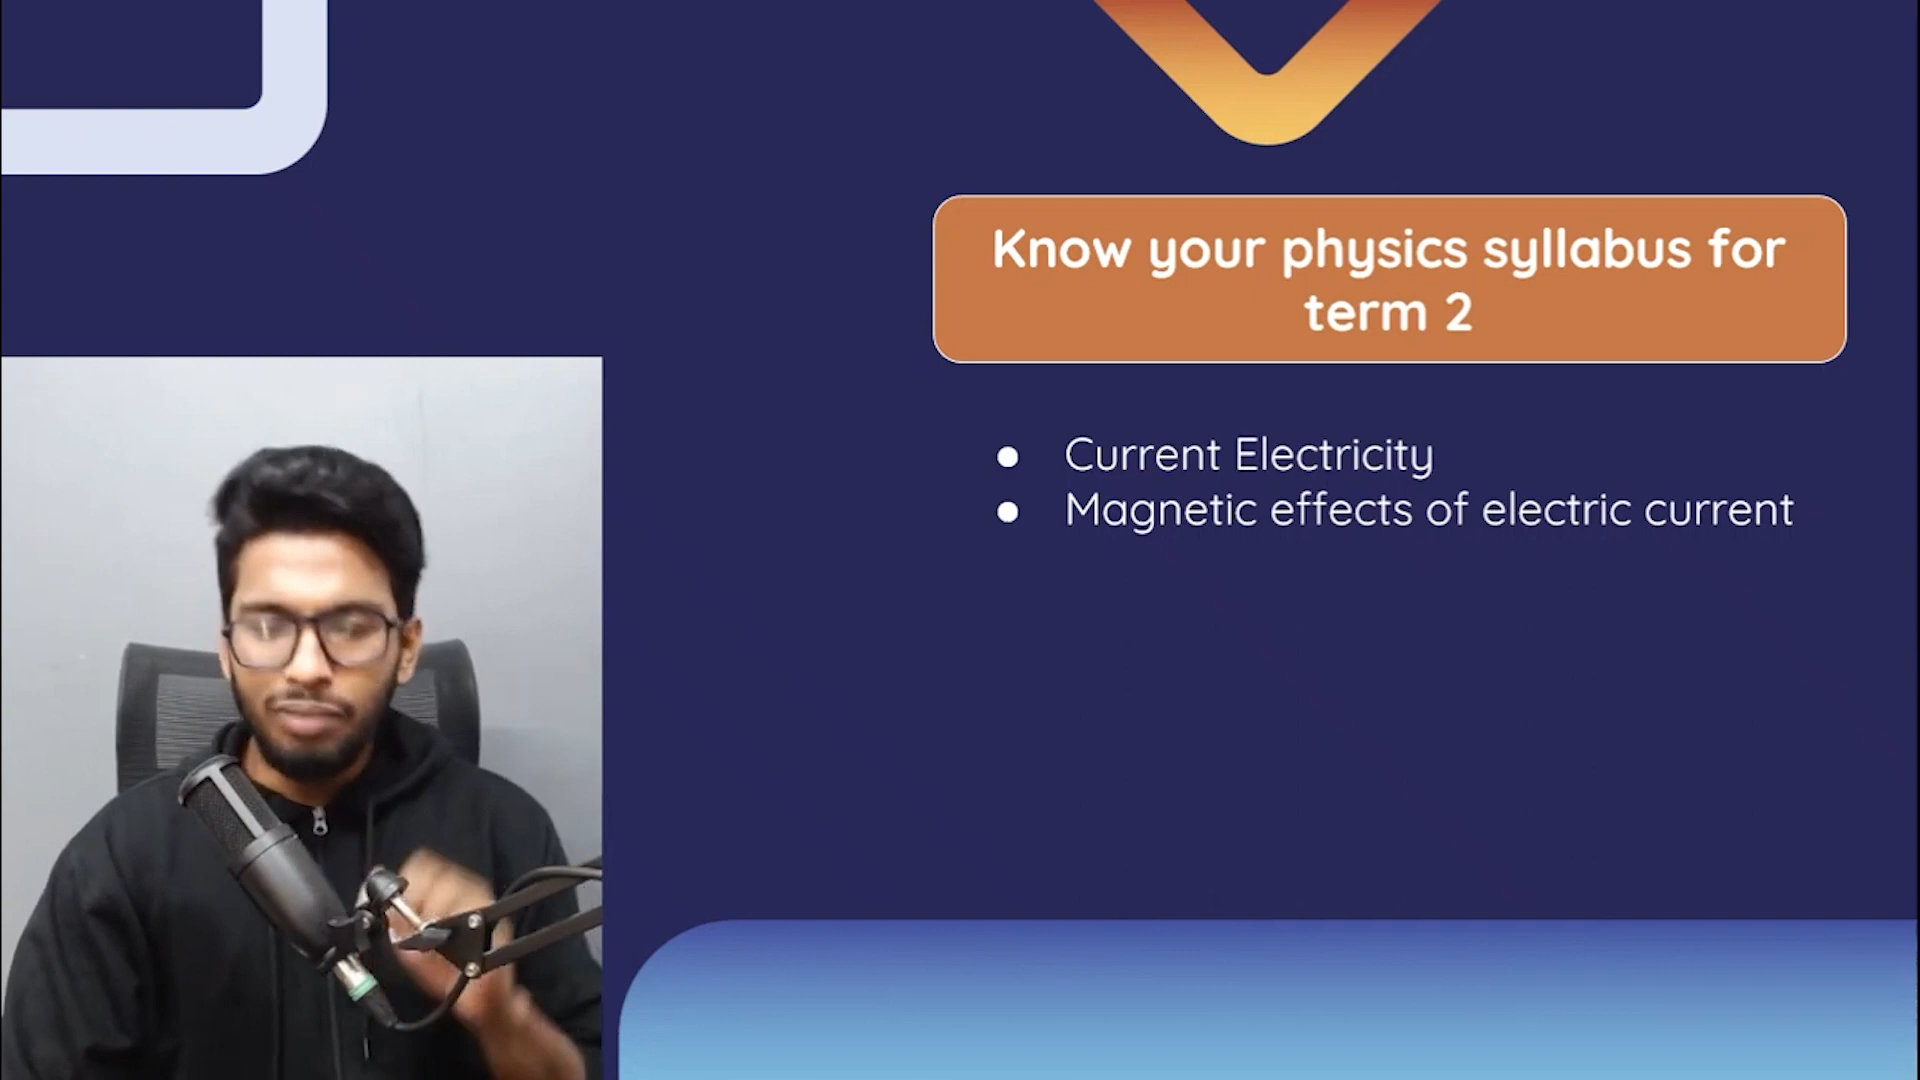 Know your physics syllabus for
term 2
● Current Electricity
● Magnetic effects of electric current